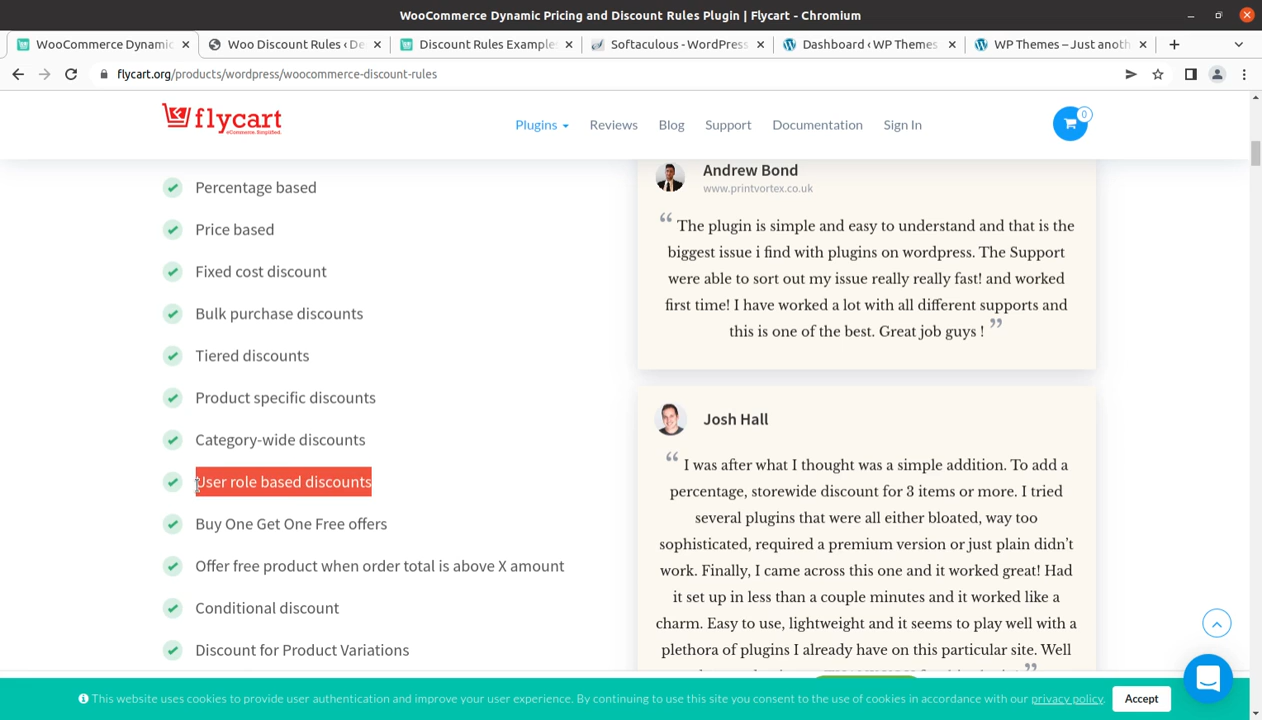 WooCommerce Dynamic Pricing and Discount Rules Plugin | Flycart - Chromium
WooCommerce Dynamic
Woo Discount Rules ‹ De
Discount Rules Example
Softaculous - WordPress
Dashboard ‹ WP Themes
WP Themes – Just anoth
flycart.org/products/wordpress/woocommerce-discount-rules
flycart
eCommerce. Simplified.
Plugins
Reviews
Blog
Support
Documentation
Sign In
0
Percentage based
Price based
Fixed cost discount
Bulk purchase discounts
Tiered discounts
Product specific discounts
Category-wide discounts
User role based discounts
Buy One Get One Free offers
Offer free product when order total is above X amount
Conditional discount
Discount for Product Variations
Andrew Bond
www.printvortex.co.uk
“ The plugin is simple and easy to understand and that is the
biggest issue i find with plugins on wordpress. The Support
were able to sort out my issue really really fast! and worked
first time! I have worked a lot with all different supports and
this is one of the best. Great job guys ! ”
Josh Hall
“ I was after what I thought was a simple addition. To add a
percentage, storewide discount for 3 items or more. I tried
several plugins that were all either bloated, way too
sophisticated, required a premium version or just plain didn’t
work. Finally, I came across this one and it worked great! Had
it set up in less than a couple minutes and it worked like a
charm. Easy to use, lightweight and it seems to play well with a
plethora of plugins I already have on this particular site. Well
This website uses cookies to provide user authentication and improve your user experience. By continuing to use this site you consent to the use of cookies in accordance with our privacy policy.
Accept